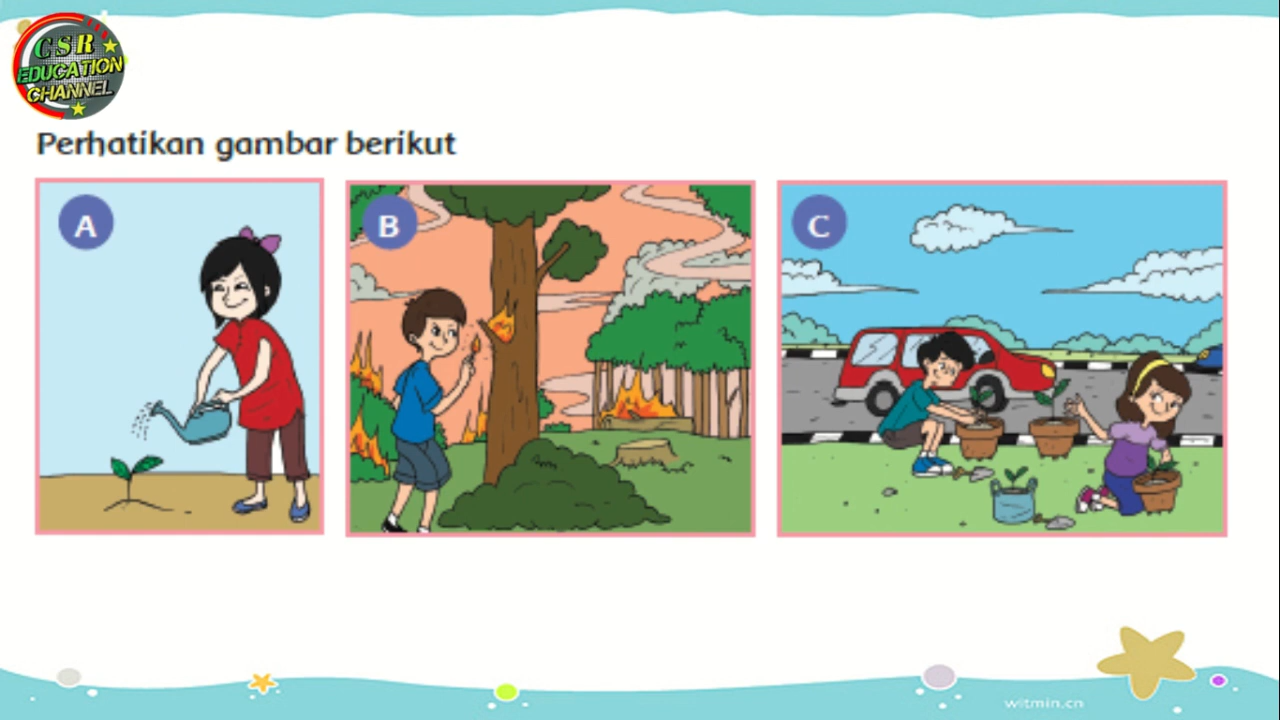 CSR
EDUCATION
CHANNEL
Perhatikan gambar berikut
A
B
C
witmin.cn